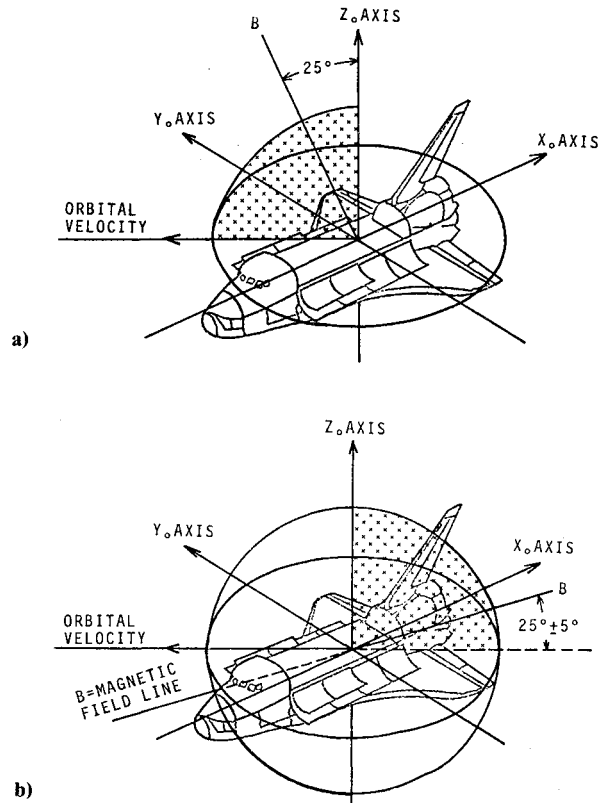 Z₀ AXIS
B
25°
Y₀ AXIS
X₀ AXIS
ORBITAL
VELOCITY
a)
Z₀ AXIS
Y₀ AXIS
X₀ AXIS
B
ORBITAL
VELOCITY
25°±5°
B=MAGNETIC
FIELD LINE
b)